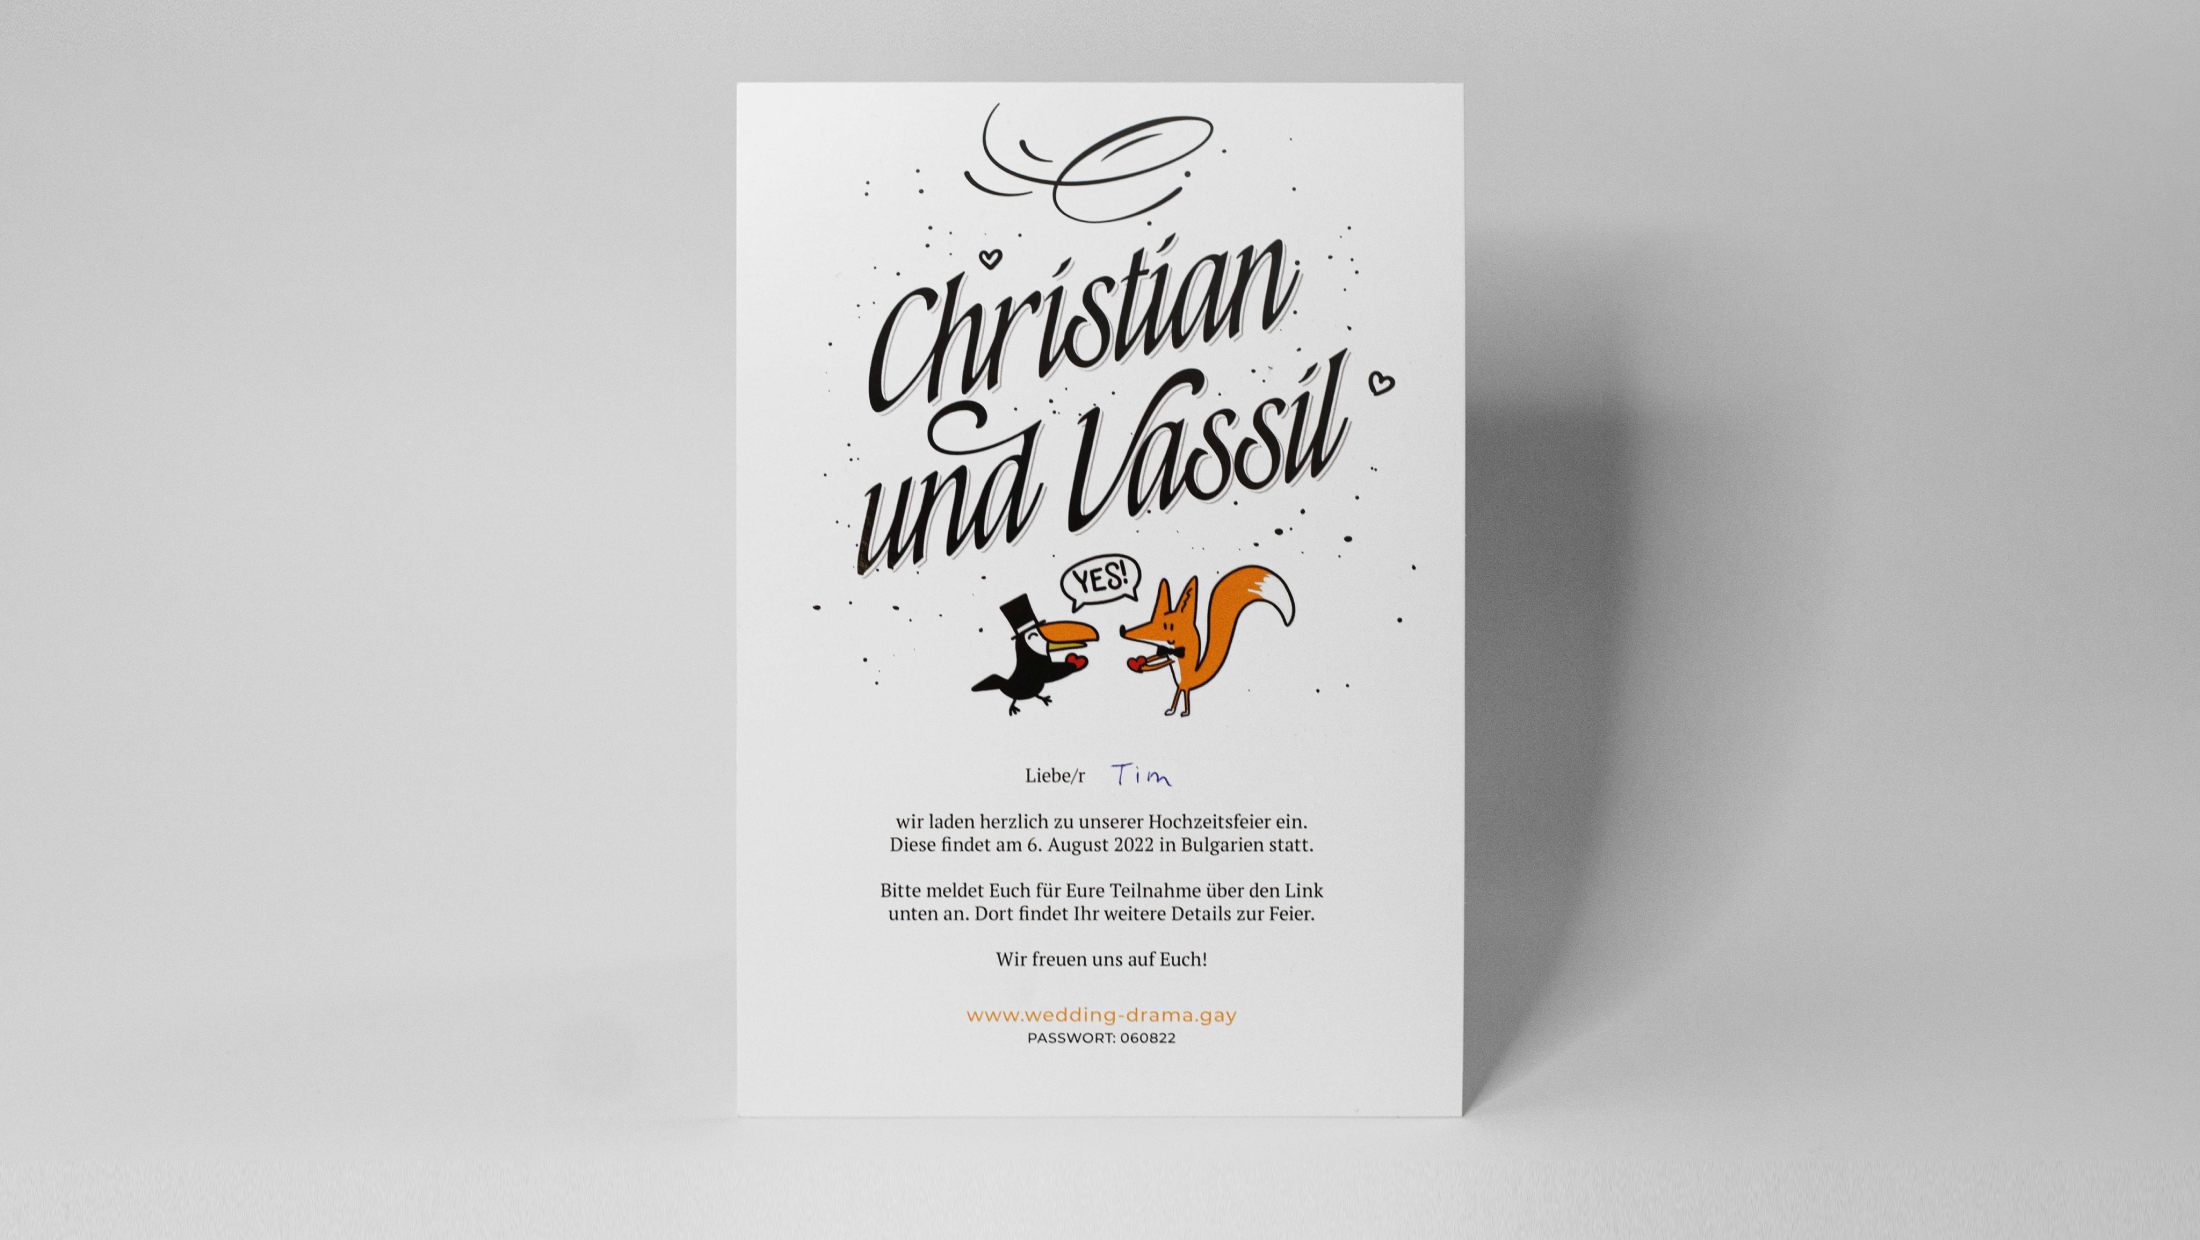 Christian
und Vassil
YES!
Liebe/r Tim
wir laden herzlich zu unserer Hochzeitsfeier ein.
Diese findet am 6. August 2022 in Bulgarien statt.
Bitte meldet Euch für Eure Teilnahme über den Link
unten an. Dort findet Ihr weitere Details zur Feier.
Wir freuen uns auf Euch!
www.wedding-drama.gay
PASSWORT: 060822